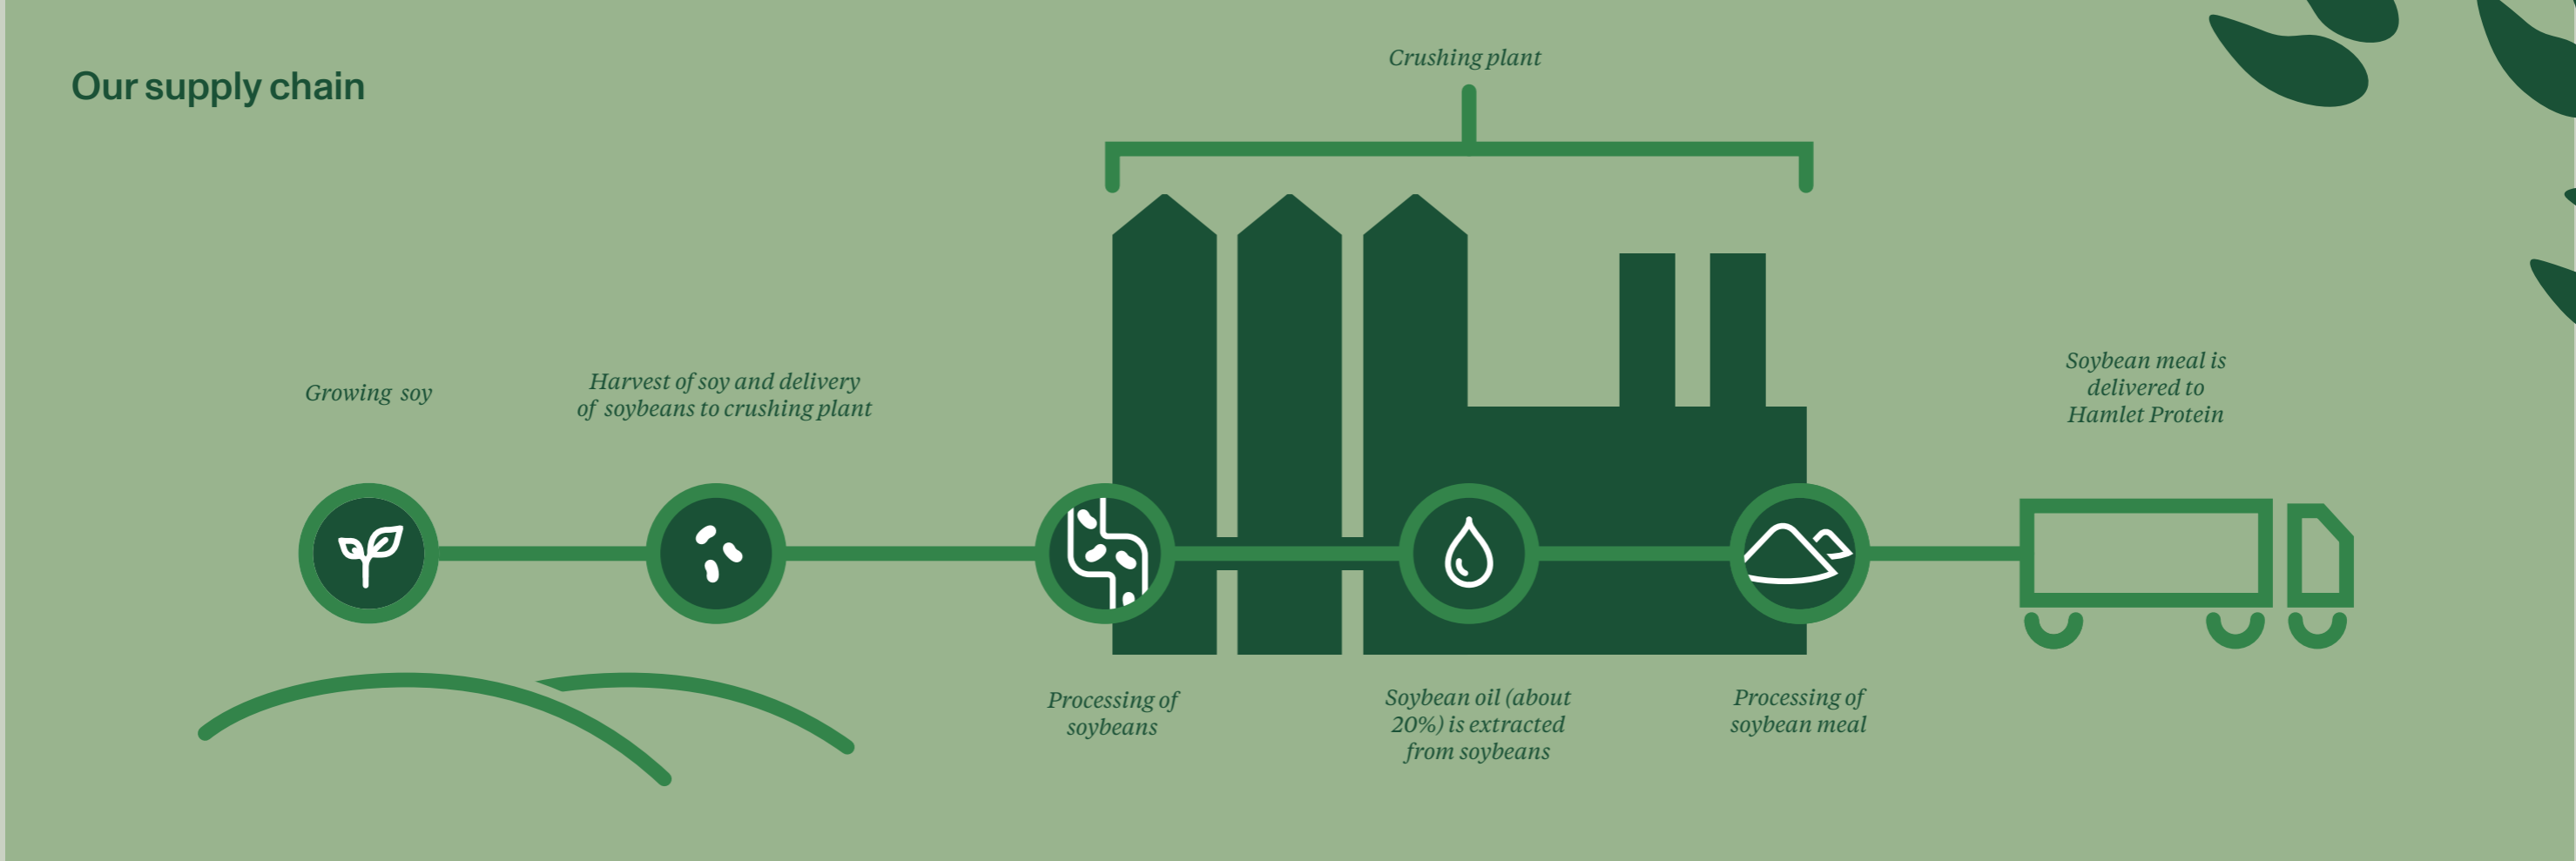 Our supply chain
Crushing plant
Growing soy
Harvest of soy and delivery
of soybeans to crushing plant
Soybean meal is
delivered to
Hamlet Protein
Processing of
soybeans
Soybean oil (about
20%) is extracted
from soybeans
Processing of
soybean meal